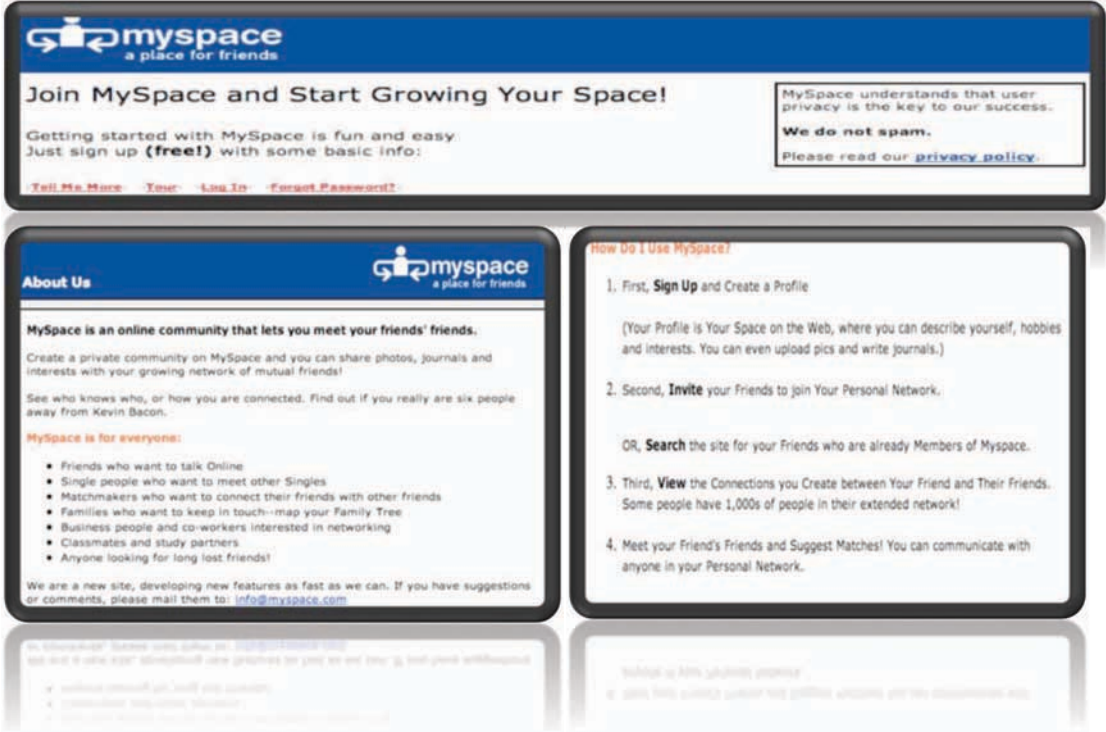 myspace
a place for friends
Join MySpace and Start Growing Your Space!
Getting started with MySpace is fun and easy
Just sign up (free!) with some basic info:
Tell Me More Tour Log In Forgot Password?
MySpace understands that user
privacy is the key to our success.
We do not spam.
Please read our privacy policy.
About Us
myspace
a place for friends
MySpace is an online community that lets you meet your friends' friends.
Create a private community on MySpace and you can share photos, journals and
interests with your growing network of mutual friends!
See who knows who, or how you are connected. Find out if you really are six people
away from Kevin Bacon.
MySpace is for everyone:
• Friends who want to talk Online
• Single people who want to meet other Singles
• Matchmakers who want to connect their friends with other friends
• Families who want to keep in touch--map your Family Tree
• Business people and co-workers interested in networking
• Classmates and study partners
• Anyone looking for long lost friends!
We are a new site, developing new features as fast as we can. If you have suggestions
or comments, please mail them to: info@myspace.com
How Do I Use MySpace?
1. First, Sign Up and Create a Profile
(Your Profile is Your Space on the Web, where you can describe yourself, hobbies
and interests. You can even upload pics and write journals.)
2. Second, Invite your Friends to join Your Personal Network.
OR, Search the site for your Friends who are already Members of Myspace.
3. Third, View the Connections you Create between Your Friend and Their Friends.
Some people have 1,000s of people in their extended network!
4. Meet your Friend's Friends and Suggest Matches! You can communicate with
anyone in your Personal Network.